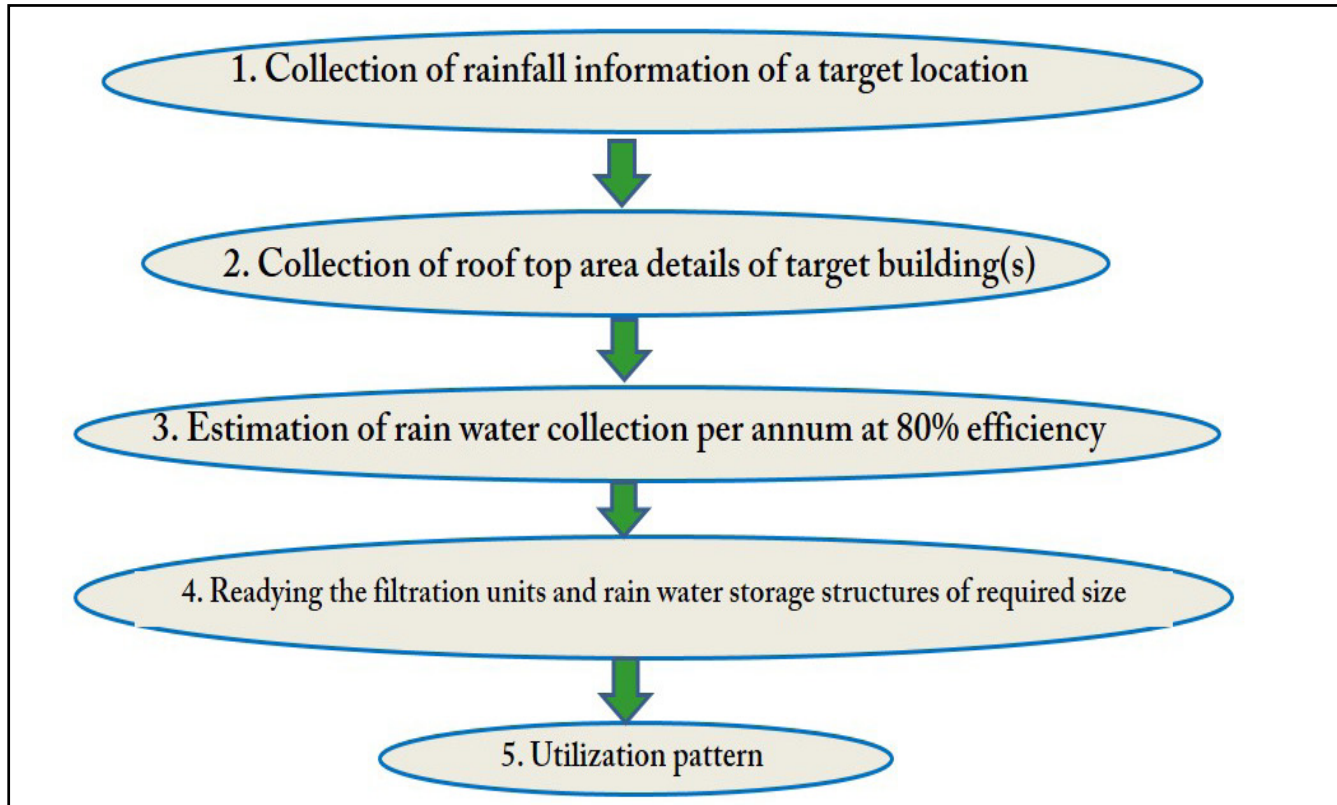 1. Collection of rainfall information of a target location
2. Collection of roof top area details of target building(s)
3. Estimation of rain water collection per annum at 80% efficiency
4. Readying the filtration units and rain water storage structures of required size
5. Utilization pattern